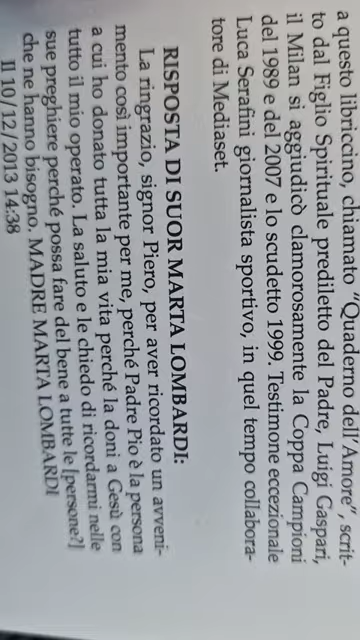 a questo libriccino, chiamato "Quaderno dell'Amore", scrit-
to dal Figlio Spirituale prediletto del Padre, Luigi Gaspari,
il Milan si aggiudicò clamorosamente la Coppa Campioni
del 1989 e del 2007 e lo scudetto 1999. Testimone eccezionale
Luca Serafini giornalista sportivo, in quel tempo collabora-
tore di Mediaset.
RISPOSTA DI SUOR MARTA LOMBARDI:
La ringrazio, signor Piero, per aver ricordato un avveni-
mento così importante per me, perché Padre Pio è la persona
a cui ho donato tutta la mia vita perché la doni a Gesù con
tutto il mio operato. La saluto e le chiedo di ricordarmi nelle
sue preghiere perché possa fare del bene a tutte le [persone?]
che ne hanno bisogno. MADRE MARTA LOMBARDI
Il 10/12/2013 14:38